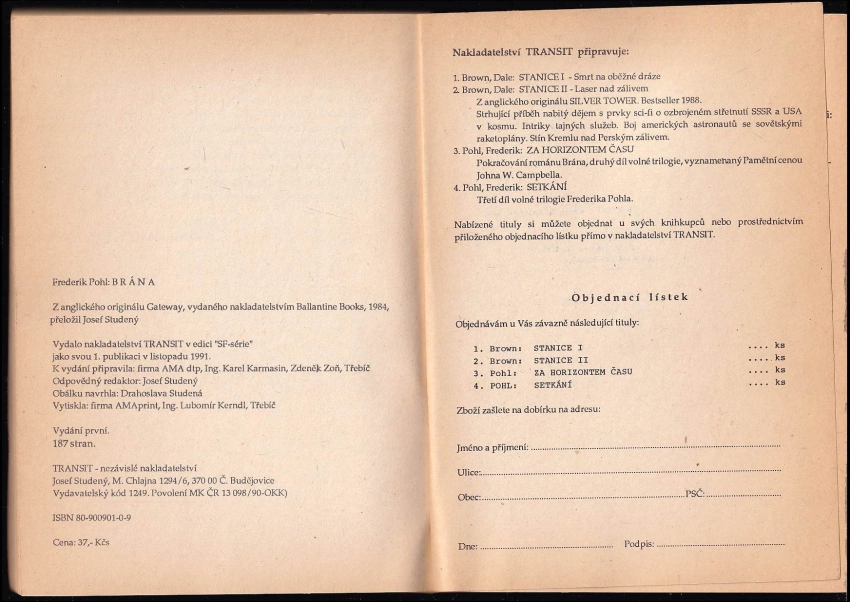 Frederik Pohl: B R Á N A
Z anglického originálu Gateway, vydaného nakladatelstvím Ballantine Books, 1984,
přeložil Josef Studený
Vydalo nakladatelství TRANSIT v edici "SF-série"
jako svou 1. publikaci v listopadu 1991.
K vydání připravila: firma AMA dtp, Ing. Karel Karmasin, Zdeněk Zoň, Třebíč
Odpovědný redaktor: Josef Studený
Obálku navrhla: Drahoslava Studená
Vytiskla: firma AMAprint, Ing. Lubomír Kerndl, Třebíč
Vydání první.
187 stran.
TRANSIT - nezávislé nakladatelství
Josef Studený, M. Chlajna 1294/6, 370 00 Č. Budějovice
Vydavatelský kód 1249. Povolení MK ČR 13 098/90-OKK)
ISBN 80-900901-0-9
Cena: 37,- Kčs
Nakladatelství TRANSIT připravuje:
1. Brown, Dale: STANICE I - Smrt na oběžné dráze
2. Brown, Dale: STANICE II - Laser nad zálivem
Z anglického originálu SILVER TOWER. Bestseller 1988.
Strhující příběh nabitý dějem s prvky sci-fi o ozbrojeném střetnutí SSSR a USA
v kosmu. Intriky tajných služeb. Boj amerických astronautů se sovětskými
raketoplány. Stín Kremlu nad Perským zálivem.
3. Pohl, Frederik: ZA HORIZONTEM ČASU
Pokračování románu Brána, druhý díl volné trilogie, vyznamenaný Pamětní cenou
Johna W. Campbella.
4. Pohl, Frederik: SETKÁNÍ
Třetí díl volné trilogie Frederika Pohla.
Nabízené tituly si můžete objednat u svých knihkupců nebo prostřednictvím
přiloženého objednacího lístku přímo v nakladatelství TRANSIT.
Objednací lístek
Objednávám u Vás závazně následující tituly:
1. Brown: STANICE I .... ks
2. Brown: STANICE II .... ks
3. Pohl: ZA HORIZONTEM ČASU .... ks
4. POHL: SETKÁNÍ .... ks
Zboží zašlete na dobírku na adresu:
Jméno a příjmení: ..............................
Ulice:..............................
Obec:.............................. PSČ:....................
Dne: .............................. Podpis: ..............................